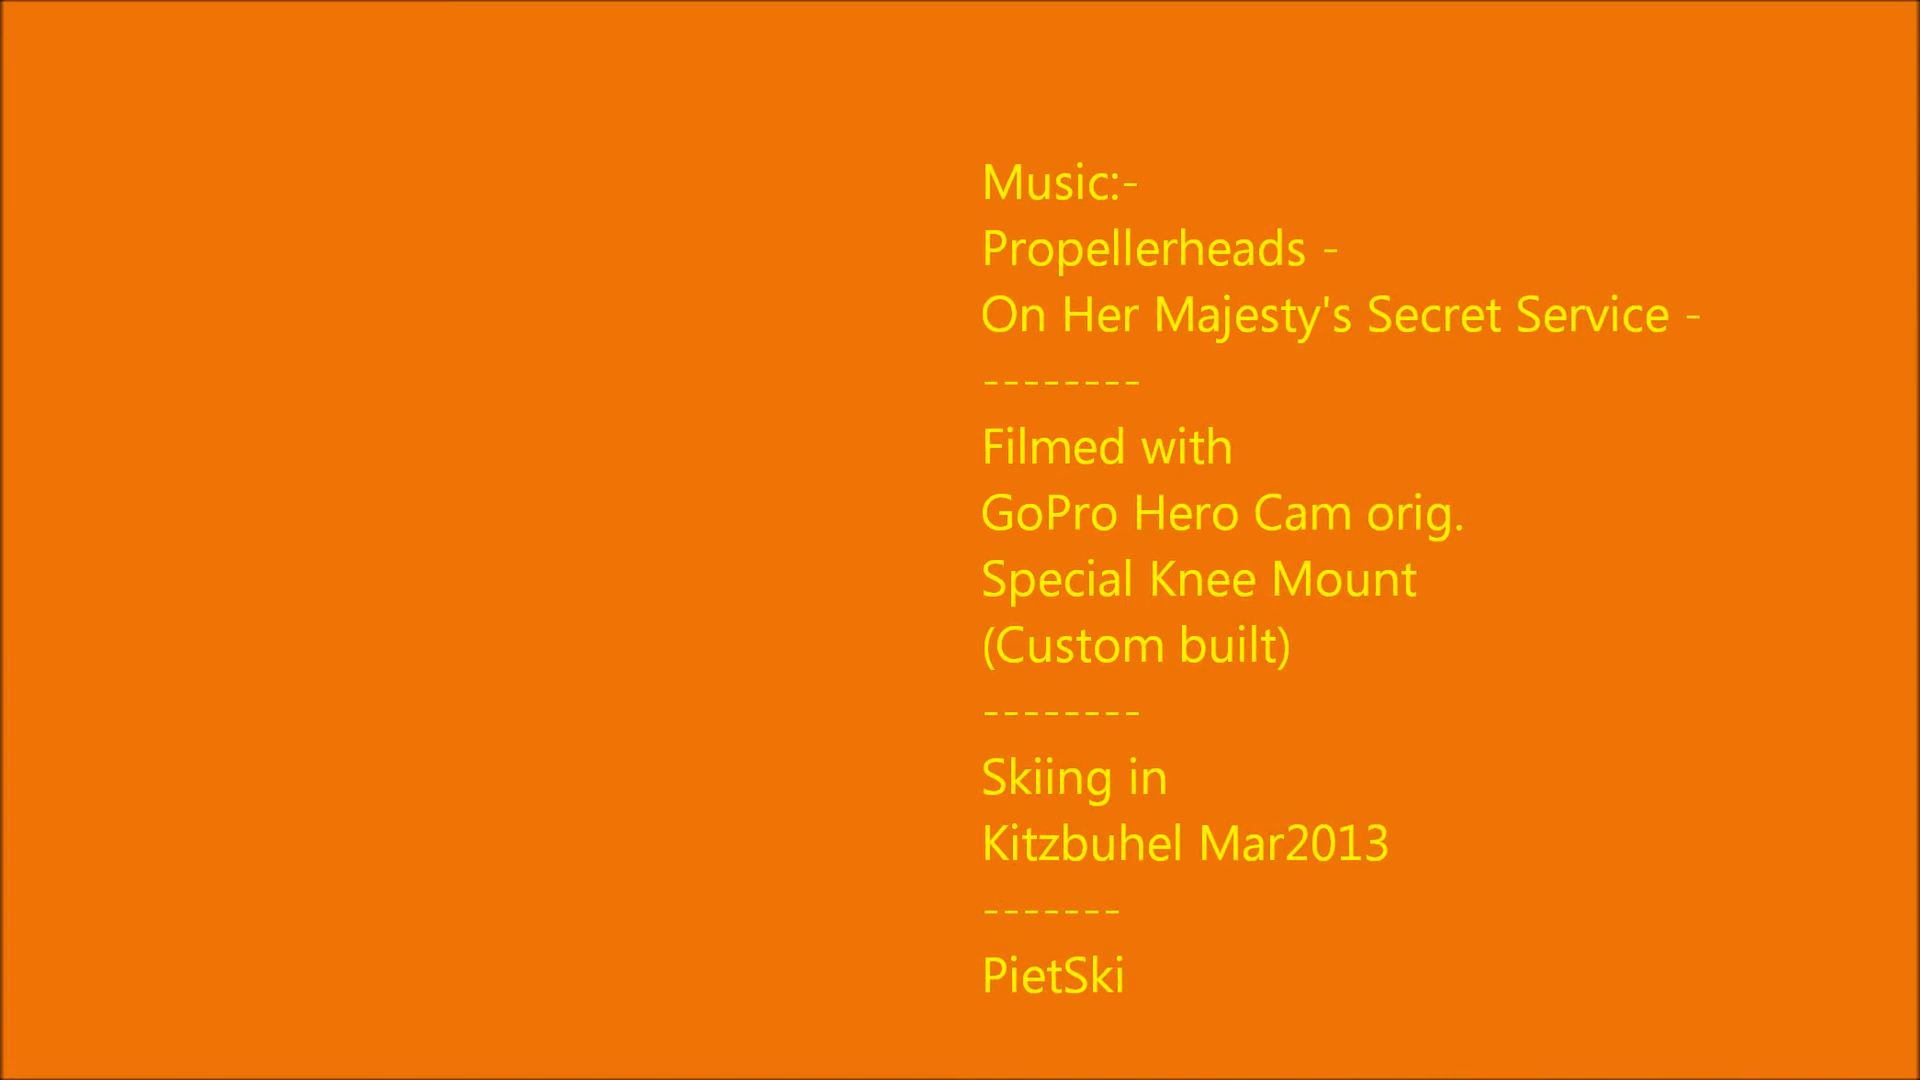 Music:-
Propellerheads -
On Her Majesty's Secret Service -
--------
Filmed with
GoPro Hero Cam orig.
Special Knee Mount
(Custom built)
--------
Skiing in
Kitzbuhel Mar2013
-------
PietSki